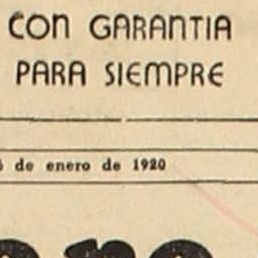 CON GARANTIA
PARA SIEMPRE
de enero de 1920